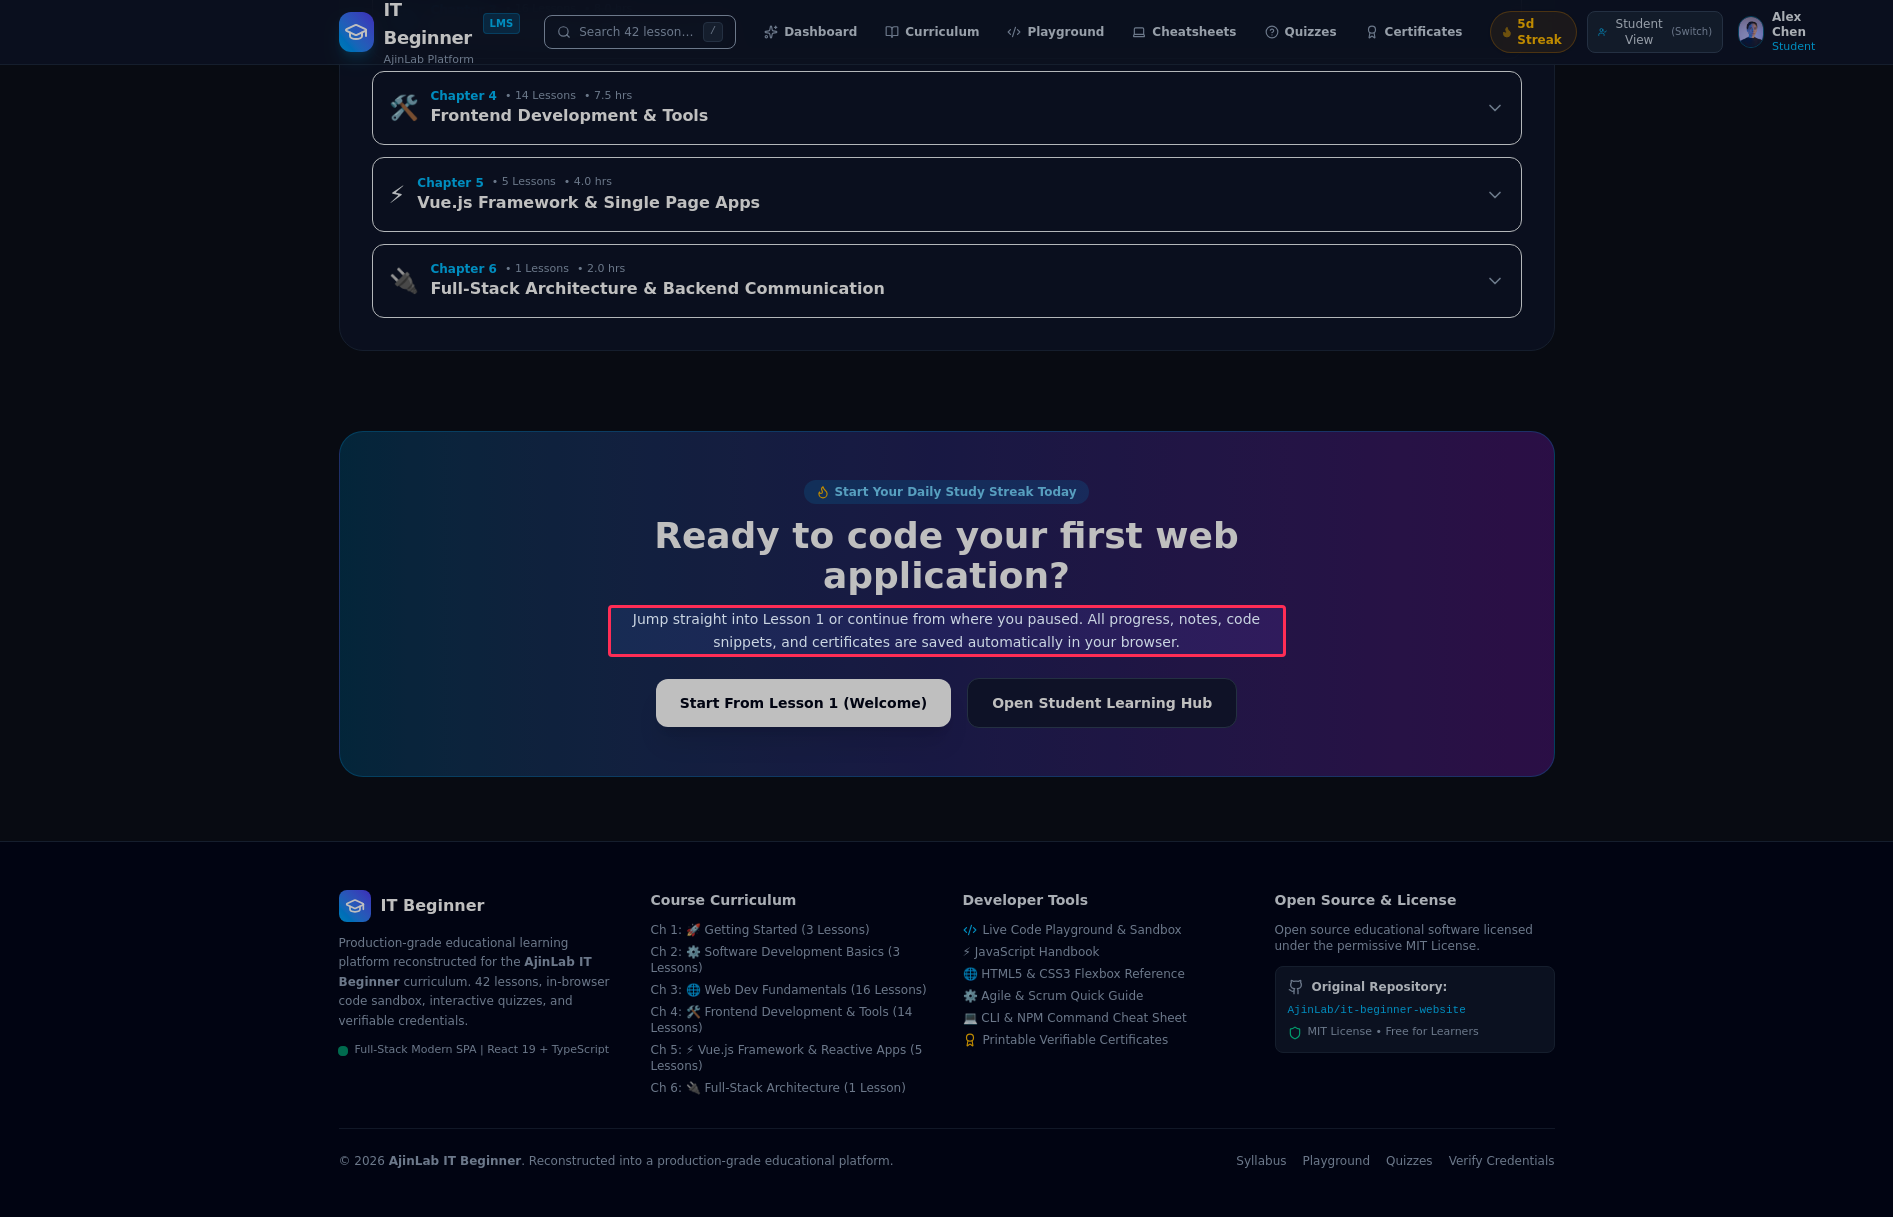 IT
Beginner
LMS
AjinLab Platform
Search 42 lesson...
/
Dashboard
Curriculum
Playground
Cheatsheets
Quizzes
Certificates
5d
Streak
Student
View
(Switch)
Alex
Chen
Student
Chapter 4 • 14 Lessons • 7.5 hrs
Frontend Development & Tools
Chapter 5 • 5 Lessons • 4.0 hrs
Vue.js Framework & Single Page Apps
Chapter 6 • 1 Lessons • 2.0 hrs
Full-Stack Architecture & Backend Communication
Start Your Daily Study Streak Today
Ready to code your first web
application?
Jump straight into Lesson 1 or continue from where you paused. All progress, notes, code
snippets, and certificates are saved automatically in your browser.
Start From Lesson 1 (Welcome)
Open Student Learning Hub
IT Beginner
Production-grade educational learning
platform reconstructed for the AjinLab IT
Beginner curriculum. 42 lessons, in-browser
code sandbox, interactive quizzes, and
verifiable credentials.
Full-Stack Modern SPA | React 19 + TypeScript
Course Curriculum
Ch 1: 🚀 Getting Started (3 Lessons)
Ch 2: ⚙️ Software Development Basics (3
Lessons)
Ch 3: 🌐 Web Dev Fundamentals (16 Lessons)
Ch 4: 🛠️ Frontend Development & Tools (14
Lessons)
Ch 5: ⚡ Vue.js Framework & Reactive Apps (5
Lessons)
Ch 6: 🔌 Full-Stack Architecture (1 Lesson)
Developer Tools
Live Code Playground & Sandbox
⚡ JavaScript Handbook
🌐 HTML5 & CSS3 Flexbox Reference
⚙️ Agile & Scrum Quick Guide
💻 CLI & NPM Command Cheat Sheet
Printable Verifiable Certificates
Open Source & License
Open source educational software licensed
under the permissive MIT License.
Original Repository:
AjinLab/it-beginner-website
MIT License • Free for Learners
© 2026 AjinLab IT Beginner. Reconstructed into a production-grade educational platform.
Syllabus
Playground
Quizzes
Verify Credentials